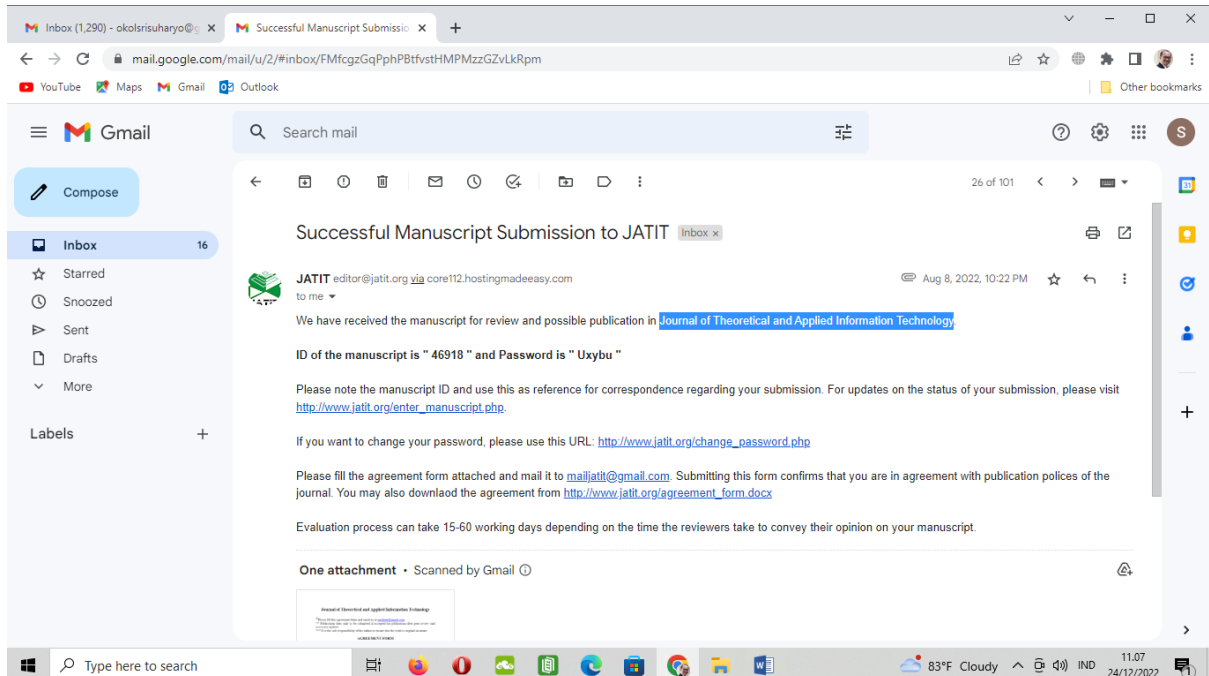 Inbox (1,290) - okolsrisuharyo@g
Successful Manuscript Submissio
mail.google.com/mail/u/2/#inbox/FMfcgzGqPphPBtfvstHMPMzzGZvLkRpm
YouTube Maps Gmail Outlook Other bookmarks
Gmail
Search mail
S
Compose
26 of 101
31
Successful Manuscript Submission to JATIT Inbox x
Inbox 16
Starred
Snoozed
Sent
Drafts
More
Labels +
JATIT editor@jatit.org via core112.hostingmadeeasy.com Aug 8, 2022, 10:22 PM
to me
We have received the manuscript for review and possible publication in Journal of Theoretical and Applied Information Technology.
ID of the manuscript is " 46918 " and Password is " Uxybu "
Please note the manuscript ID and use this as reference for correspondence regarding your submission. For updates on the status of your submission, please visit
http://www.jatit.org/enter_manuscript.php.
If you want to change your password, please use this URL: http://www.jatit.org/change_password.php
Please fill the agreement form attached and mail it to mailjatit@gmail.com. Submitting this form confirms that you are in agreement with publication polices of the
journal. You may also downlaod the agreement from http://www.jatit.org/agreement_form.docx
Evaluation process can take 15-60 working days depending on the time the reviewers take to convey their opinion on your manuscript.
One attachment • Scanned by Gmail
Journal of Theoretical and Applied Information Technology
AGREEMENT FORM
Type here to search
83°F Cloudy IND 11.07
24/12/2022